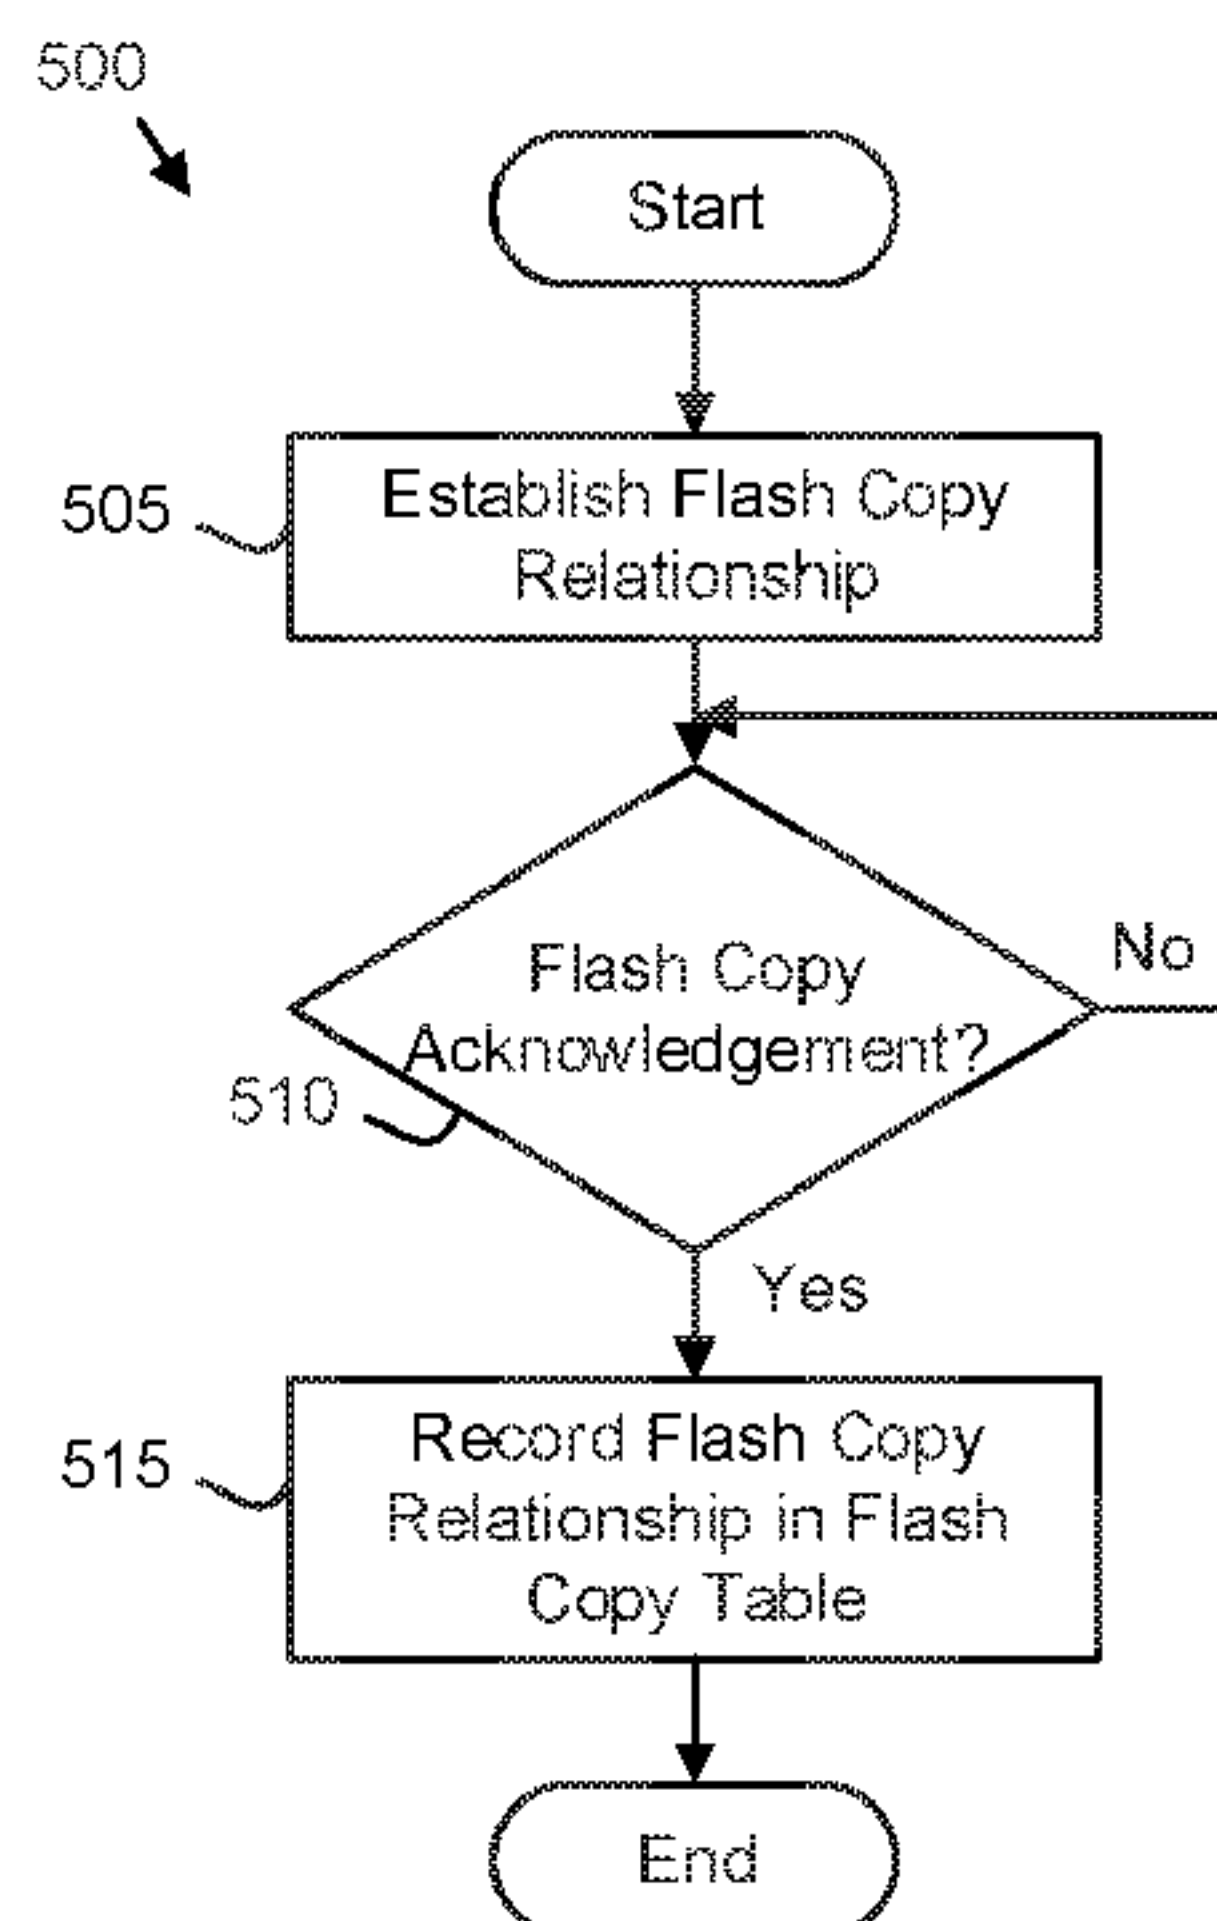 500
Start
505
Establish Flash Copy
Relationship
Flash Copy
Acknowledgement?
No
510
Yes
515
Record Flash Copy
Relationship in Flash
Copy Table
End